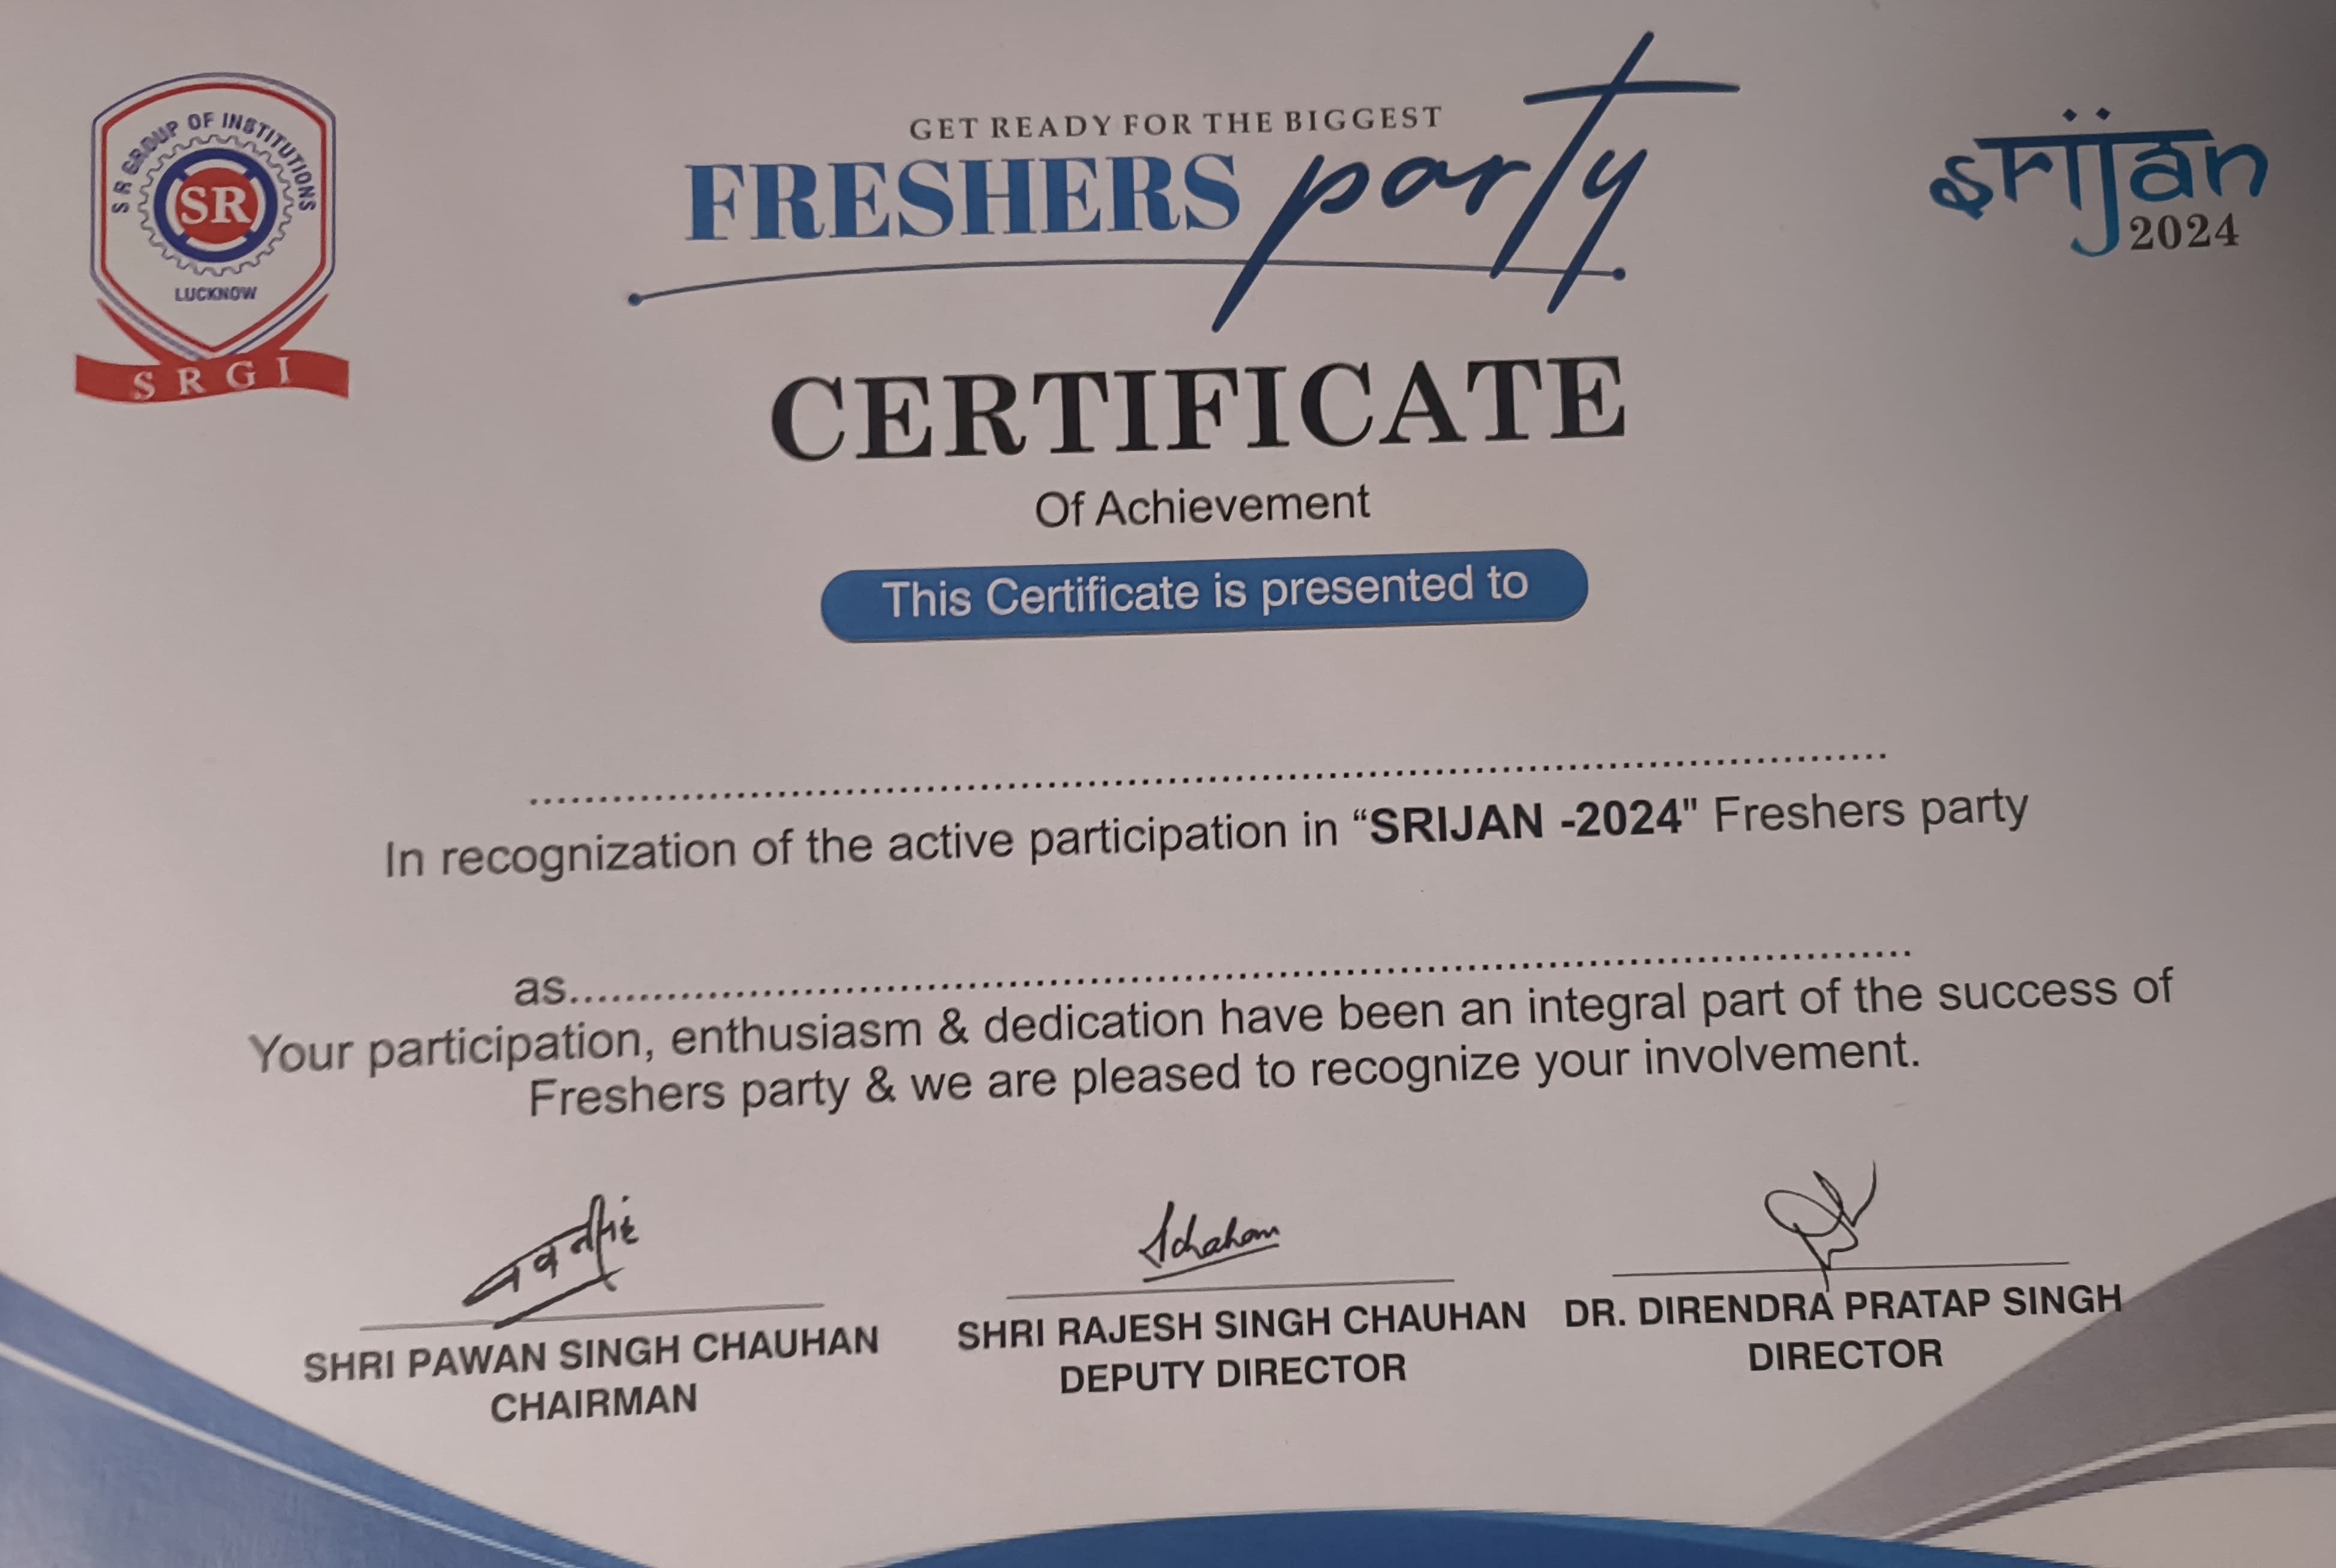 S R GROUP OF INSTITUTIONS
SR
LUCKNOW
SRGI
GET READY FOR THE BIGGEST
FRESHERS party
srijan
2024
CERTIFICATE
Of Achievement
This Certificate is presented to
................................................................................
In recognization of the active participation in “SRIJAN -2024" Freshers party
as................................................................................
Your participation, enthusiasm & dedication have been an integral part of the success of
Freshers party & we are pleased to recognize your involvement.
SHRI PAWAN SINGH CHAUHAN
CHAIRMAN
SHRI RAJESH SINGH CHAUHAN
DEPUTY DIRECTOR
DR. DIRENDRA PRATAP SINGH
DIRECTOR